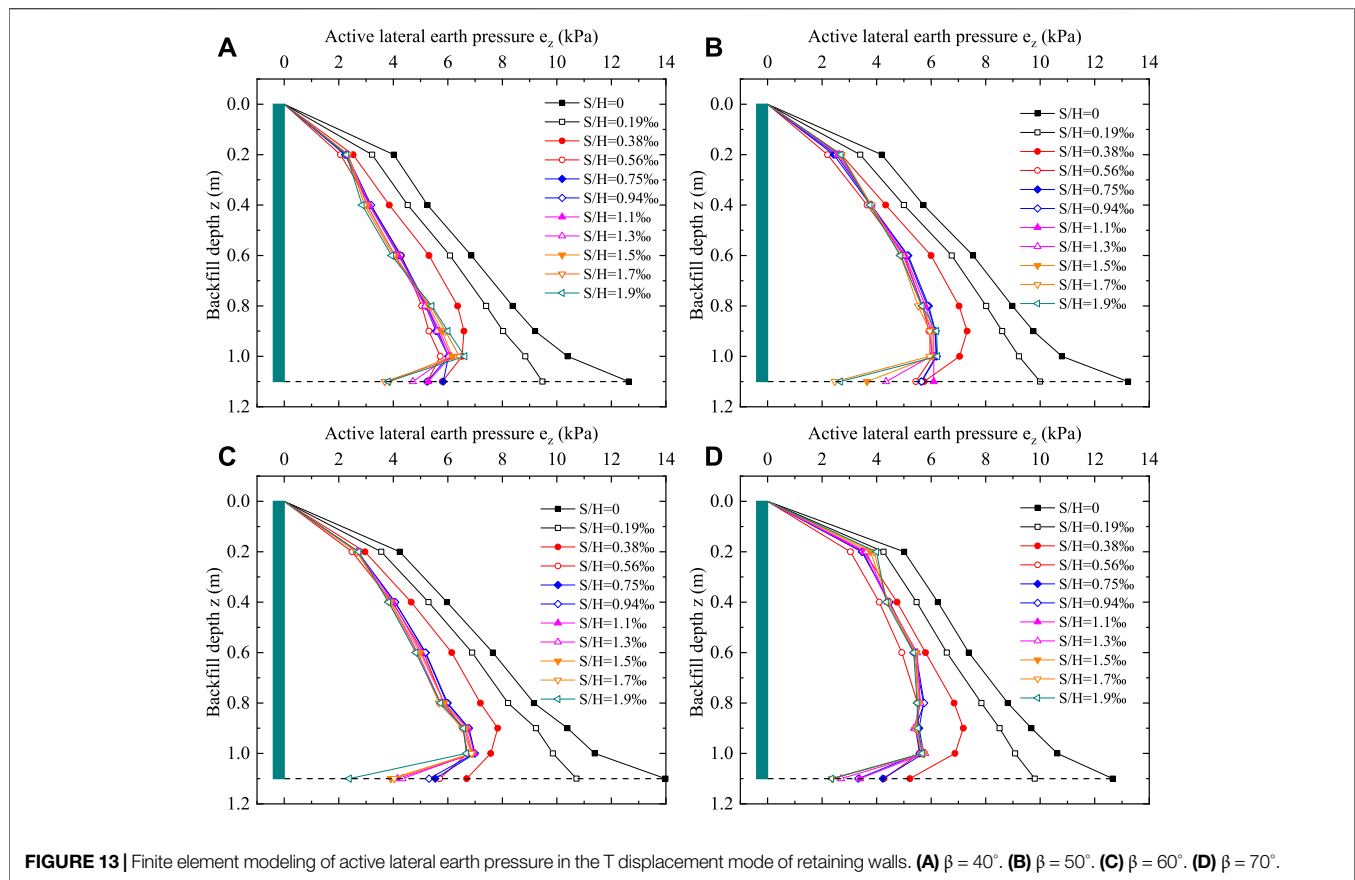 A
Active lateral earth pressure e_z (kPa)
0 2 4 6 8 10 12 14
Backfill depth z (m)
0.0
0.2
0.4
0.6
0.8
1.0
1.2
S/H=0
S/H=0.19‰
S/H=0.38‰
S/H=0.56‰
S/H=0.75‰
S/H=0.94‰
S/H=1.1‰
S/H=1.3‰
S/H=1.5‰
S/H=1.7‰
S/H=1.9‰
B
Active lateral earth pressure e_z (kPa)
0 2 4 6 8 10 12 14
Backfill depth z (m)
0.0
0.2
0.4
0.6
0.8
1.0
1.2
S/H=0
S/H=0.19‰
S/H=0.38‰
S/H=0.56‰
S/H=0.75‰
S/H=0.94‰
S/H=1.1‰
S/H=1.3‰
S/H=1.5‰
S/H=1.7‰
S/H=1.9‰
C
Active lateral earth pressure e_z (kPa)
0 2 4 6 8 10 12 14
Backfill depth z (m)
0.0
0.2
0.4
0.6
0.8
1.0
1.2
S/H=0
S/H=0.19‰
S/H=0.38‰
S/H=0.56‰
S/H=0.75‰
S/H=0.94‰
S/H=1.1‰
S/H=1.3‰
S/H=1.5‰
S/H=1.7‰
S/H=1.9‰
D
Active lateral earth pressure e_z (kPa)
0 2 4 6 8 10 12 14
Backfill depth z (m)
0.0
0.2
0.4
0.6
0.8
1.0
1.2
S/H=0
S/H=0.19‰
S/H=0.38‰
S/H=0.56‰
S/H=0.75‰
S/H=0.94‰
S/H=1.1‰
S/H=1.3‰
S/H=1.5‰
S/H=1.7‰
S/H=1.9‰
FIGURE 13 | Finite element modeling of active lateral earth pressure in the T displacement mode of retaining walls. (A) β = 40°. (B) β = 50°. (C) β = 60°. (D) β = 70°.